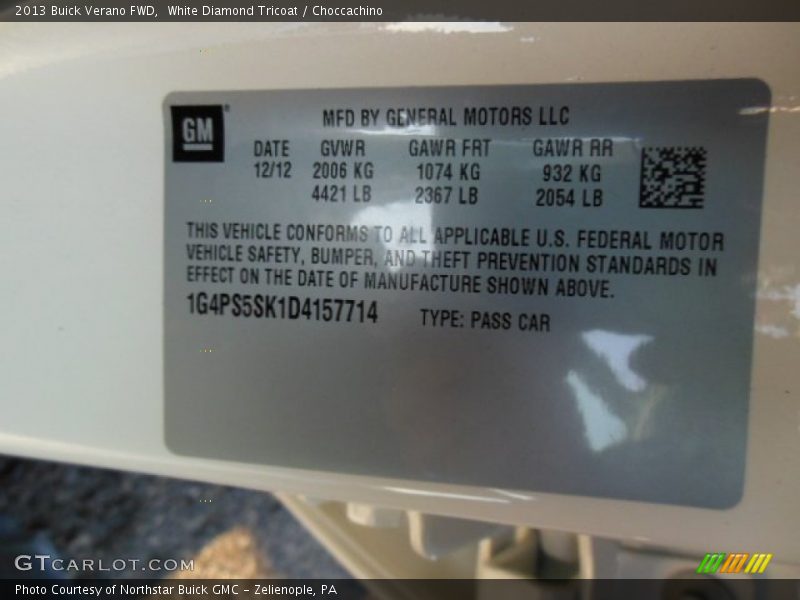 2013 Buick Verano FWD,  White Diamond Tricoat / Choccachino
GM
MFD BY GENERAL MOTORS LLC
DATE GVWR GAWR FRT GAWR RR
12/12 2006 KG 1074 KG 932 KG
4421 LB 2367 LB 2054 LB
THIS VEHICLE CONFORMS TO ALL APPLICABLE U.S. FEDERAL MOTOR
VEHICLE SAFETY, BUMPER, AND THEFT PREVENTION STANDARDS IN
EFFECT ON THE DATE OF MANUFACTURE SHOWN ABOVE.
1G4PS5SK1D4157714 TYPE: PASS CAR
GTCARLOT.COM
Photo Courtesy of Northstar Buick GMC - Zelienople, PA